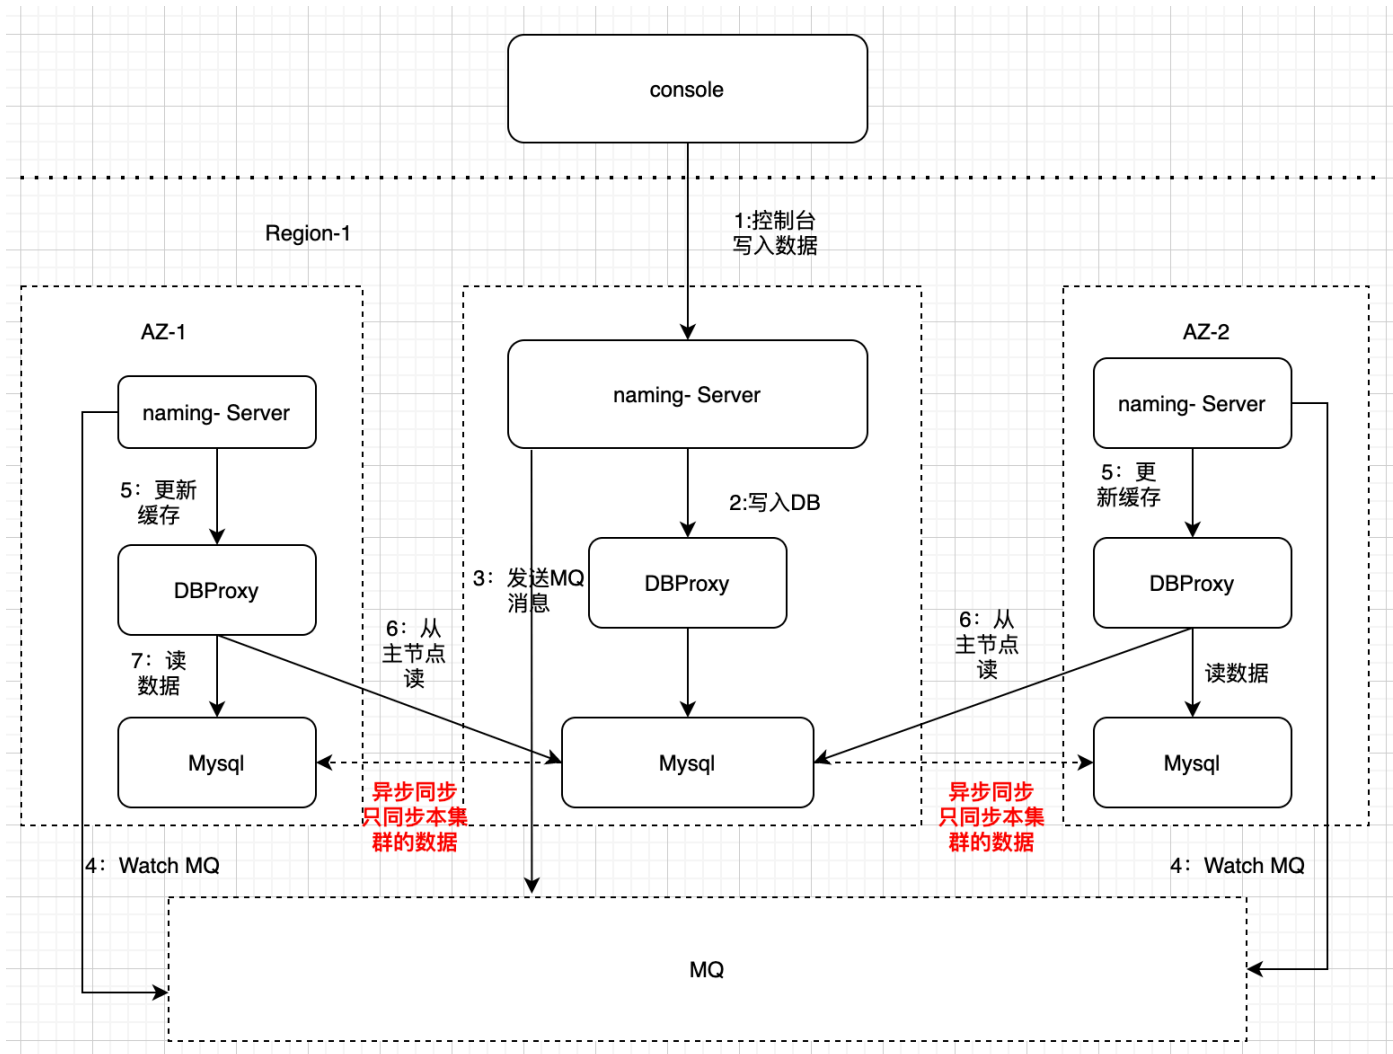 console
1:控制台
写入数据
Region-1
AZ-1
AZ-2
naming- Server
naming- Server
naming- Server
5：更新
缓存
2:写入DB
5：更
新缓存
DBProxy
3：发送MQ
消息
DBProxy
DBProxy
7：读
数据
6：从
主节点
读
6：从
主节点
读
读数据
Mysql
Mysql
Mysql
异步同步
只同步本集
群的数据
异步同步
只同步本集
群的数据
4：Watch MQ
4：Watch MQ
MQ